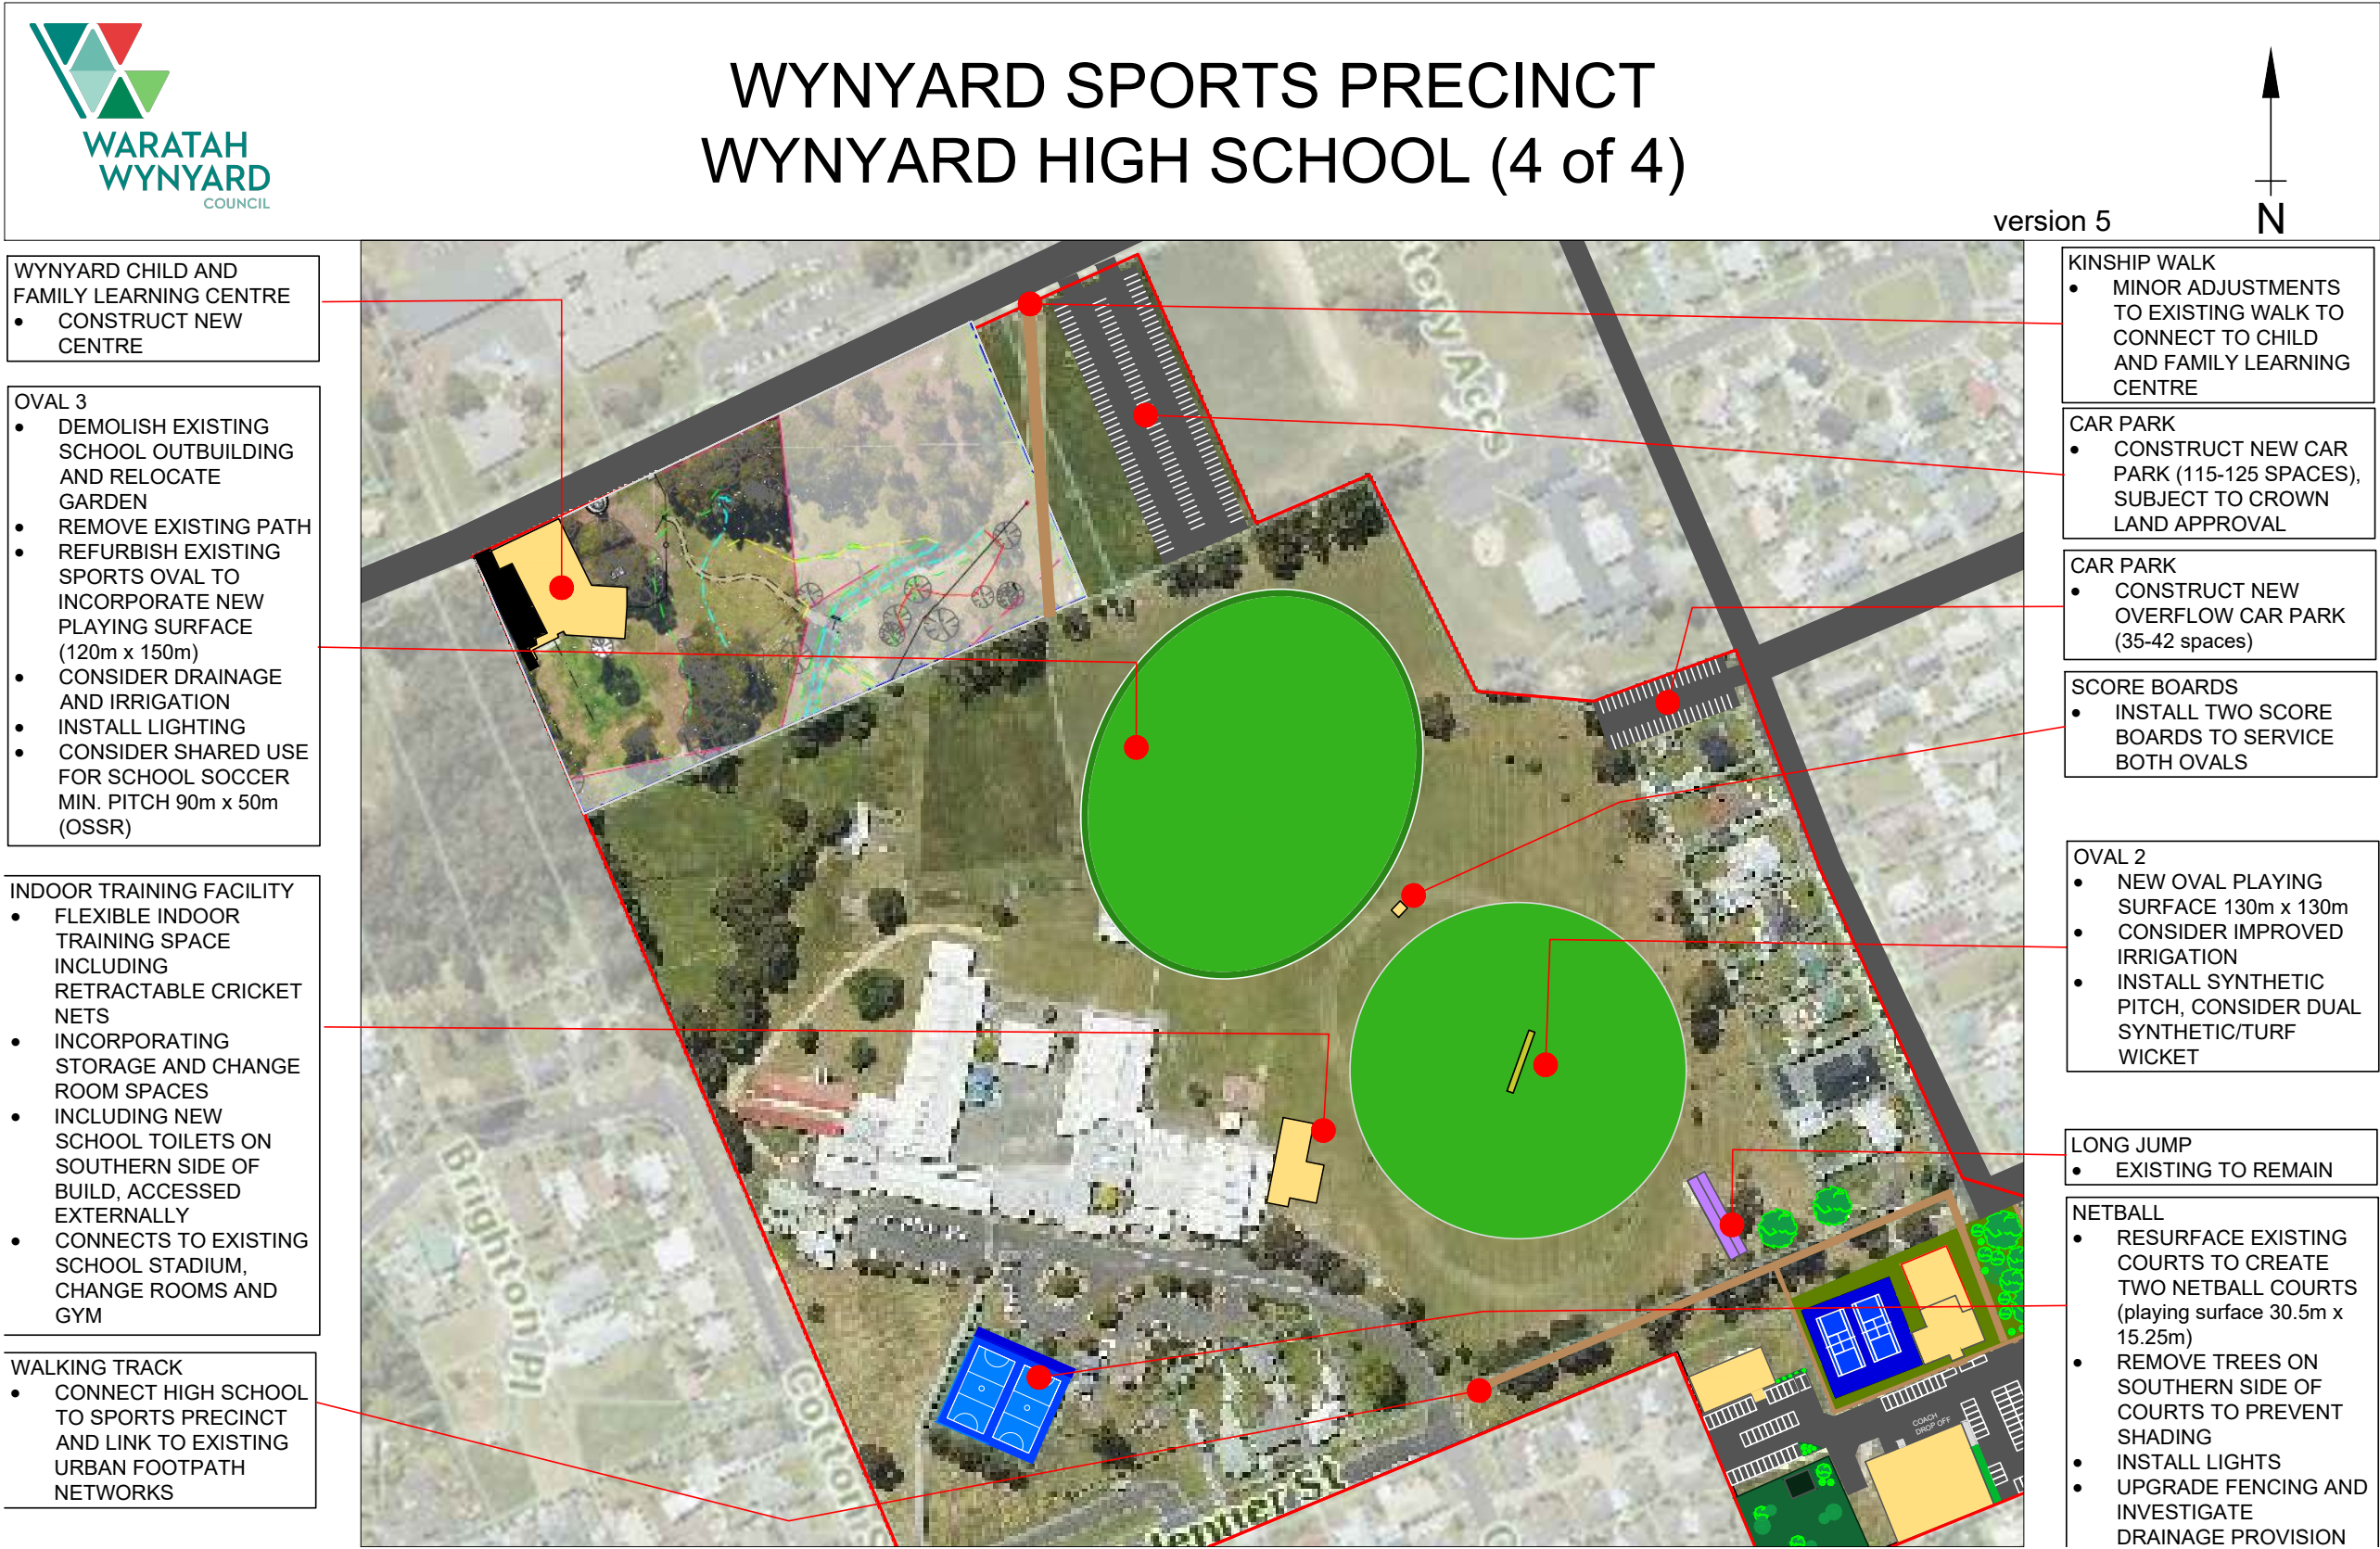 WARATAH
WYNYARD
COUNCIL
WYNYARD SPORTS PRECINCT
WYNYARD HIGH SCHOOL (4 of 4)
version 5
N
WYNYARD CHILD AND
FAMILY LEARNING CENTRE
• CONSTRUCT NEW
CENTRE
OVAL 3
• DEMOLISH EXISTING
SCHOOL OUTBUILDING
AND RELOCATE
GARDEN
• REMOVE EXISTING PATH
• REFURBISH EXISTING
SPORTS OVAL TO
INCORPORATE NEW
PLAYING SURFACE
(120m x 150m)
• CONSIDER DRAINAGE
AND IRRIGATION
• INSTALL LIGHTING
• CONSIDER SHARED USE
FOR SCHOOL SOCCER
MIN. PITCH 90m x 50m
(OSSR)
INDOOR TRAINING FACILITY
• FLEXIBLE INDOOR
TRAINING SPACE
INCLUDING
RETRACTABLE CRICKET
NETS
• INCORPORATING
STORAGE AND CHANGE
ROOM SPACES
• INCLUDING NEW
SCHOOL TOILETS ON
SOUTHERN SIDE OF
BUILD, ACCESSED
EXTERNALLY
• CONNECTS TO EXISTING
SCHOOL STADIUM,
CHANGE ROOMS AND
GYM
WALKING TRACK
• CONNECT HIGH SCHOOL
TO SPORTS PRECINCT
AND LINK TO EXISTING
URBAN FOOTPATH
NETWORKS
tery Acces
Brighton Pl
Cotton
St
COACH
DROP OFF
KINSHIP WALK
• MINOR ADJUSTMENTS
TO EXISTING WALK TO
CONNECT TO CHILD
AND FAMILY LEARNING
CENTRE
CAR PARK
• CONSTRUCT NEW CAR
PARK (115-125 SPACES),
SUBJECT TO CROWN
LAND APPROVAL
CAR PARK
• CONSTRUCT NEW
OVERFLOW CAR PARK
(35-42 spaces)
SCORE BOARDS
• INSTALL TWO SCORE
BOARDS TO SERVICE
BOTH OVALS
OVAL 2
• NEW OVAL PLAYING
SURFACE 130m x 130m
• CONSIDER IMPROVED
IRRIGATION
• INSTALL SYNTHETIC
PITCH, CONSIDER DUAL
SYNTHETIC/TURF
WICKET
LONG JUMP
• EXISTING TO REMAIN
NETBALL
• RESURFACE EXISTING
COURTS TO CREATE
TWO NETBALL COURTS
(playing surface 30.5m x
15.25m)
• REMOVE TREES ON
SOUTHERN SIDE OF
COURTS TO PREVENT
SHADING
• INSTALL LIGHTS
• UPGRADE FENCING AND
INVESTIGATE
DRAINAGE PROVISION